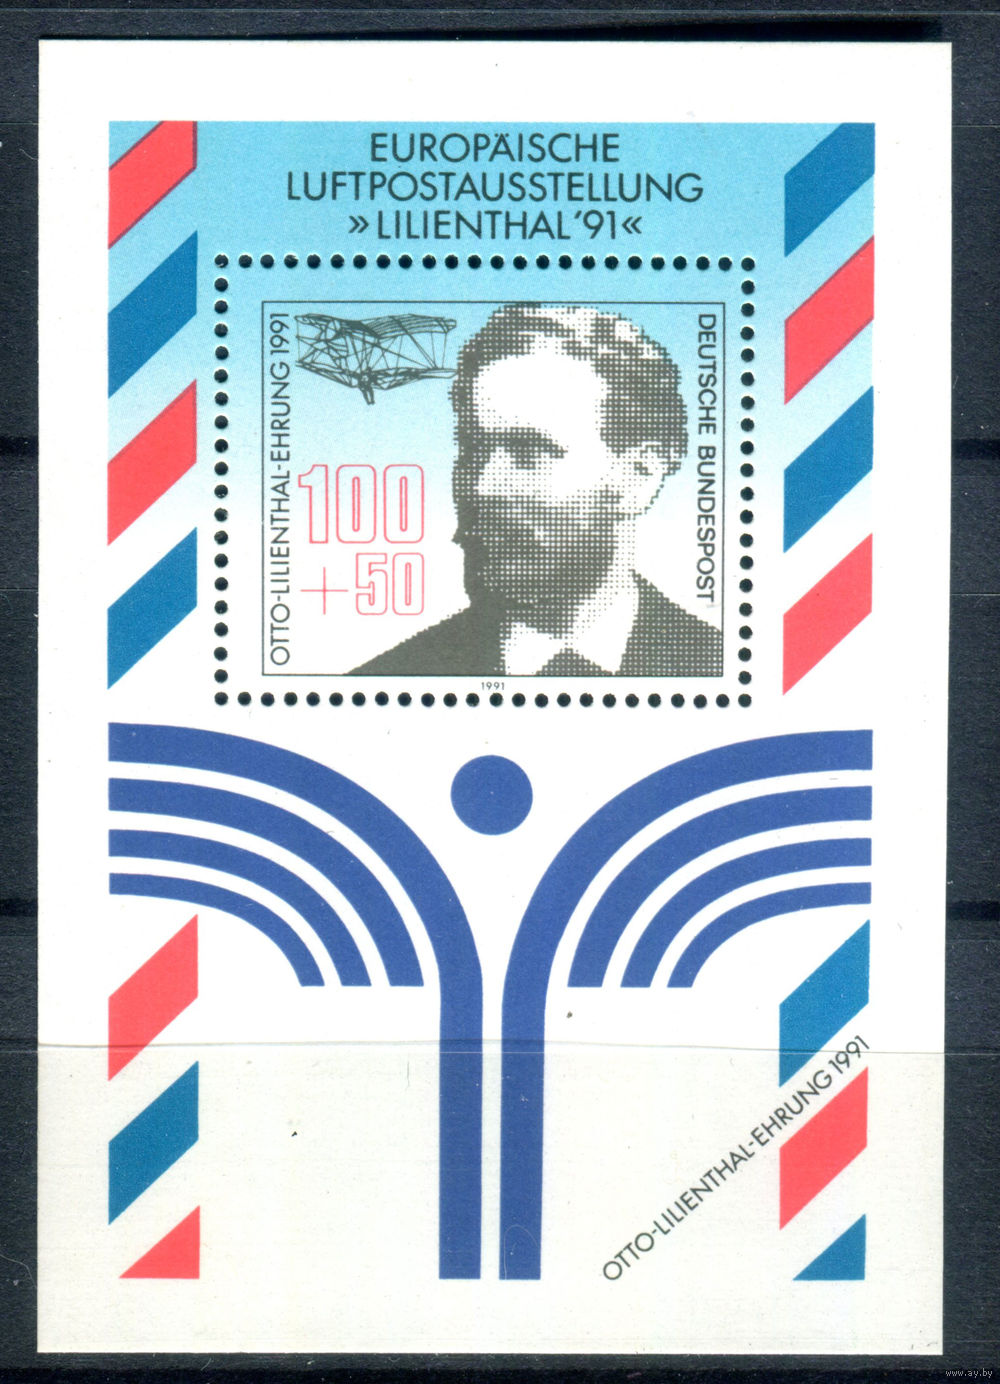 EUROPÄISCHE
LUFTPOSTAUSSTELLUNG
»LILIENTHAL '91«
OTTO-LILIENTHAL-EHRUNG 1991
DEUTSCHE BUNDESPOST
100
+50
1991
OTTO-LILIENTHAL-EHRUNG 1991
www.ay.by